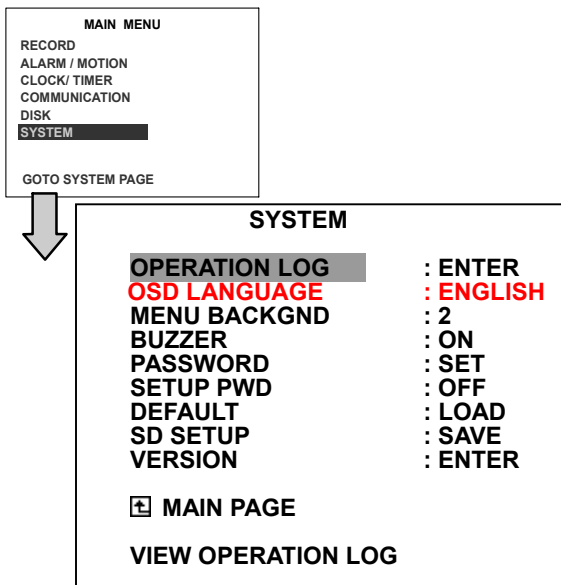 MAIN MENU
RECORD
ALARM / MOTION
CLOCK/ TIMER
COMMUNICATION
DISK
SYSTEM
GOTO SYSTEM PAGE
SYSTEM
OPERATION LOG : ENTER
OSD LANGUAGE : ENGLISH
MENU BACKGND : 2
BUZZER : ON
PASSWORD : SET
SETUP PWD : OFF
DEFAULT : LOAD
SD SETUP : SAVE
VERSION : ENTER
MAIN PAGE
VIEW OPERATION LOG